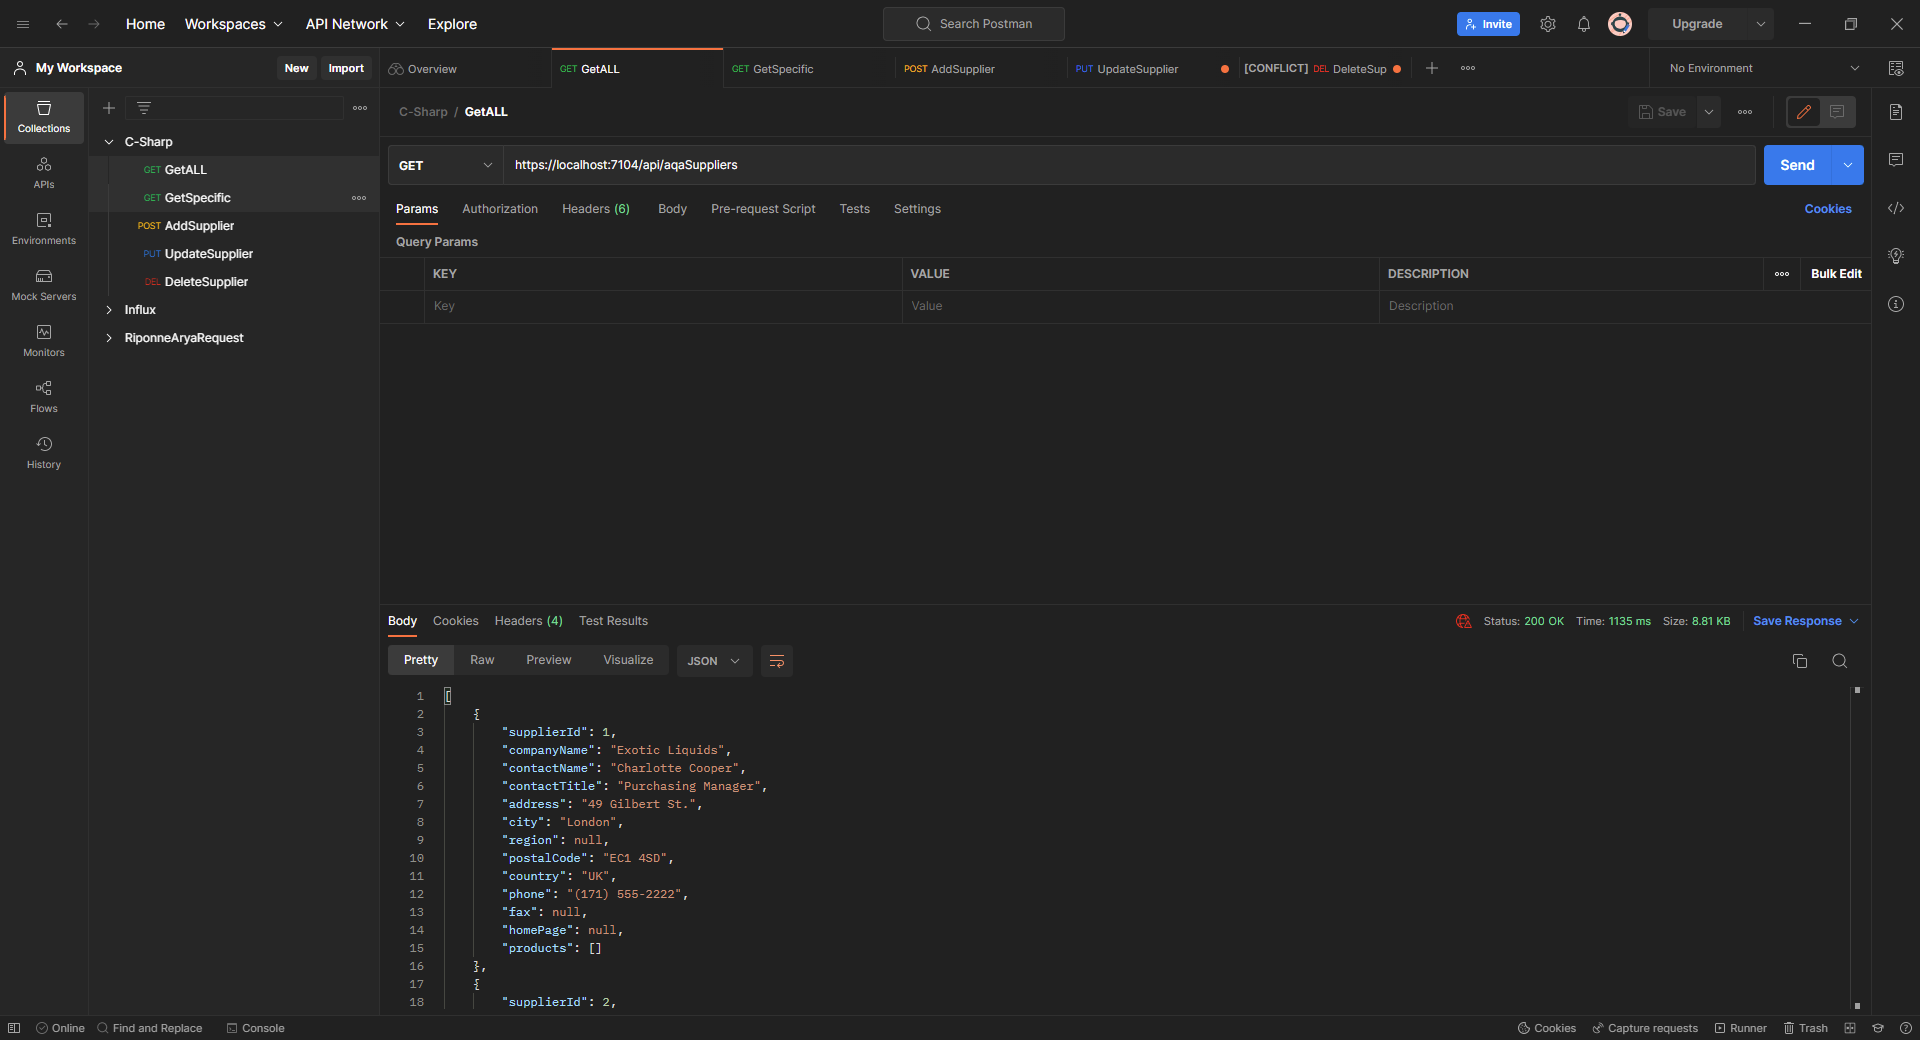 Home Workspaces API Network Explore Search Postman Invite Upgrade
My Workspace New Import Overview GET GetALL GET GetSpecific POST AddSupplier PUT UpdateSupplier [CONFLICT] DEL DeleteSup No Environment
C-Sharp / GetALL Save
Collections
APIs
Environments
Mock Servers
Monitors
Flows
History
C-Sharp
GET GetALL
GET GetSpecific
POST AddSupplier
PUT UpdateSupplier
DEL DeleteSupplier
Influx
RiponneAryaRequest
GET https://localhost:7104/api/aqaSuppliers Send
Params Authorization Headers (6) Body Pre-request Script Tests Settings Cookies
Query Params
KEY VALUE DESCRIPTION Bulk Edit
Key Value Description
Body Cookies Headers (4) Test Results Status: 200 OK Time: 1135 ms Size: 8.81 KB Save Response
Pretty Raw Preview Visualize JSON
1 [
2 {
3 "supplierId": 1,
4 "companyName": "Exotic Liquids",
5 "contactName": "Charlotte Cooper",
6 "contactTitle": "Purchasing Manager",
7 "address": "49 Gilbert St.",
8 "city": "London",
9 "region": null,
10 "postalCode": "EC1 4SD",
11 "country": "UK",
12 "phone": "(171) 555-2222",
13 "fax": null,
14 "homePage": null,
15 "products": []
16 },
17 {
18 "supplierId": 2,
Online Find and Replace Console Cookies Capture requests Runner Trash